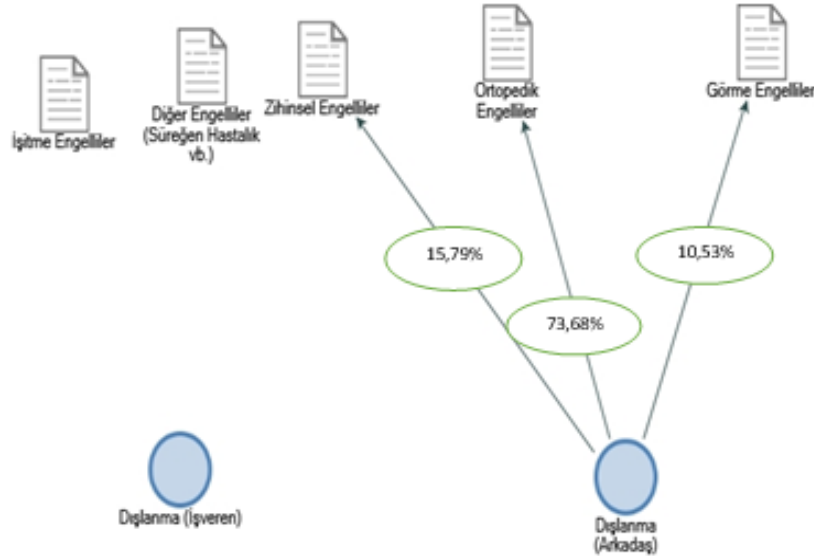 İşitme Engelliler
Diğer Engelliler
(Süreğen Hastalık
vb.)
Zihinsel Engelliler
Ortopedik
Engelliler
Görme Engelliler
15,79%
73,68%
10,53%
Dışlanma (İşveren)
Dışlanma
(Arkadaş)